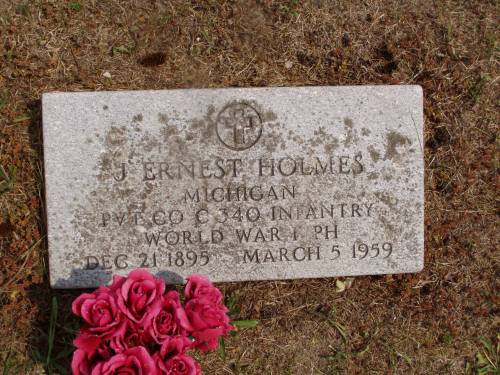 J ERNEST HOLMES
MICHIGAN
PVT CO C 340 INFANTRY
WORLD WAR I PH
DEC 21 1895 MARCH 5 1959